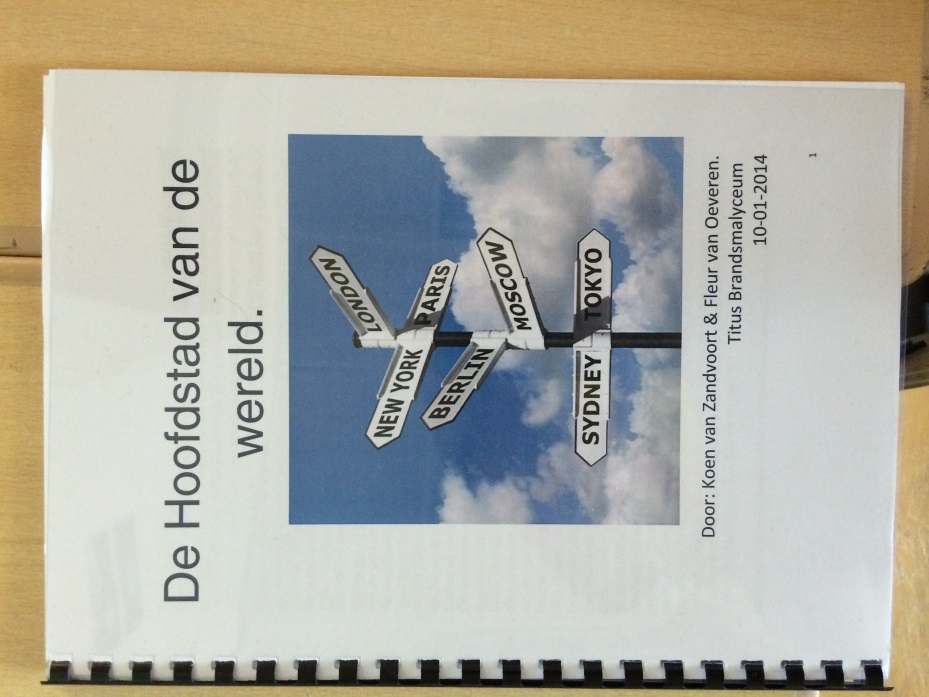 De Hoofdstad van de
wereld.
LONDON
NEW YORK
PARIS
BERLIN
MOSCOW
SYDNEY
TOKYO
Door: Koen van Zandvoort & Fleur van Oeveren.
Titus Brandsmalyceum
10-01-2014
1